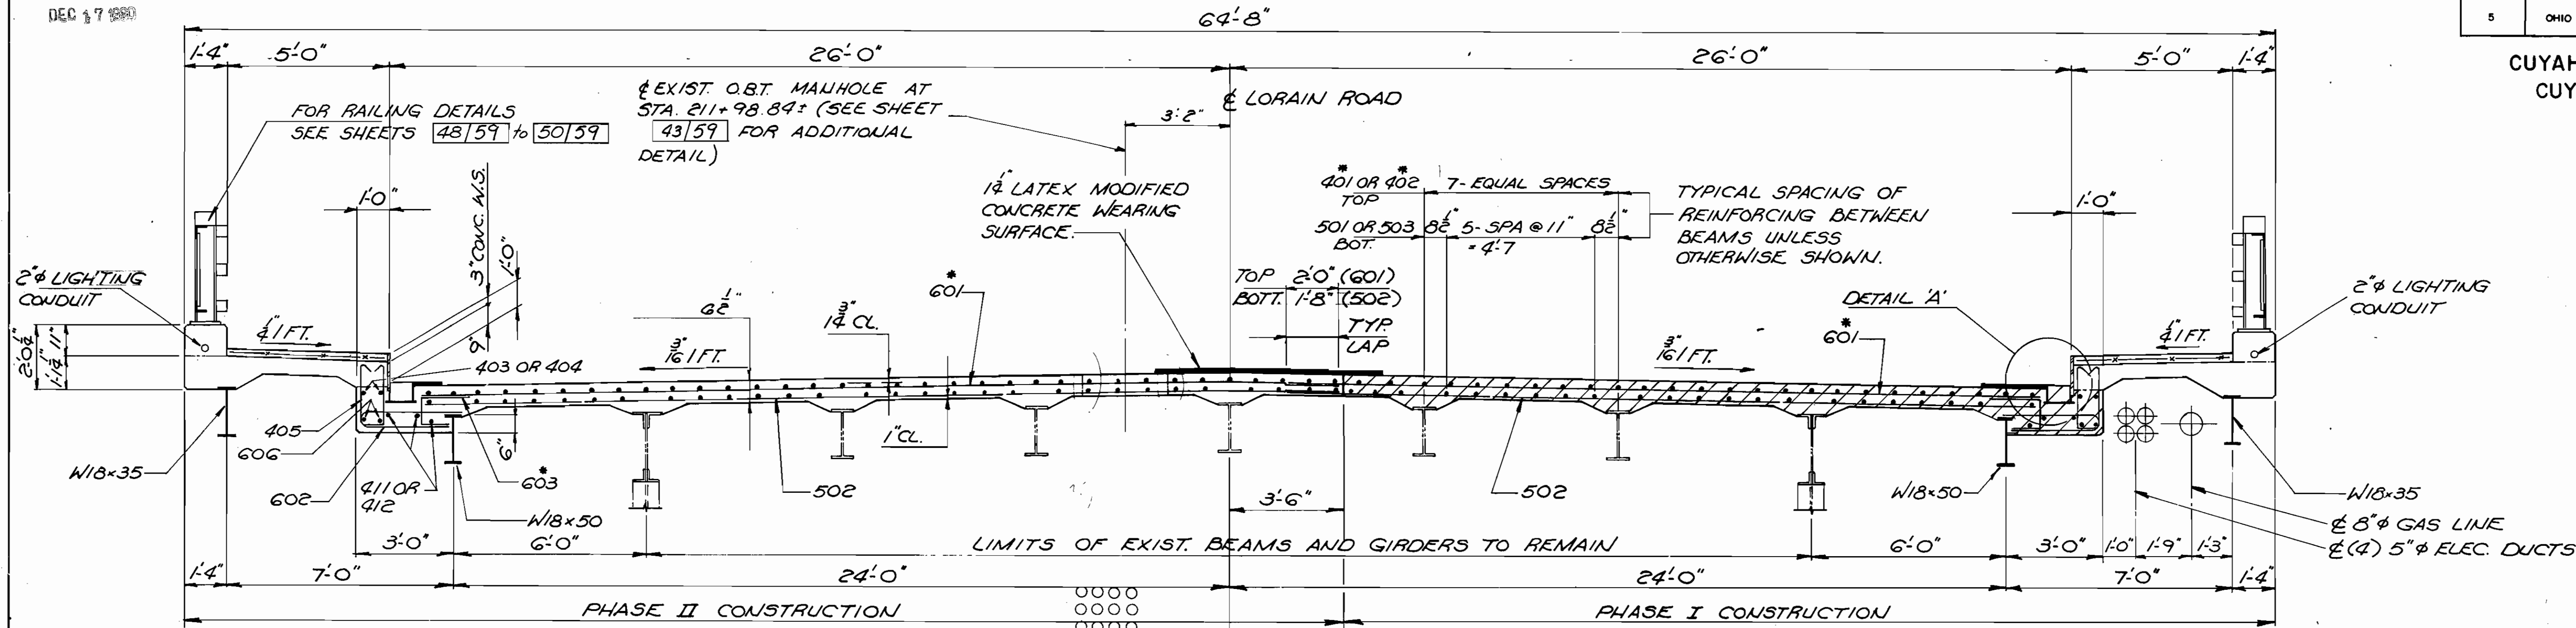 DEC 17 1980
64'-8"
5 OHIO
CUYAH
CUY
1'-4" 5'-0" 26'-0" 26'-0" 5'-0" 1'-4"
FOR RAILING DETAILS
SEE SHEETS 48/59 to 50/59
℄ EXIST. O.B.T. MANHOLE AT
STA. 211+98.84± (SEE SHEET
43/59 FOR ADDITIONAL
DETAIL)
℄ LORAIN ROAD
3'-2"
1'-0"
3" CONC. W.S.
1'-0"
9"
1¼" LATEX MODIFIED
CONCRETE WEARING
SURFACE.
*401 OR 402* 7-EQUAL SPACES
TOP
501 OR 503 8½" 5-SPA @ 11" 8½"
BOT. = 4'-7
TYPICAL SPACING OF
REINFORCING BETWEEN
BEAMS UNLESS
OTHERWISE SHOWN.
1'-0"
TOP 2'-0" (601)
BOTT. 1'-8" (502)
TYP.
LAP
2"φ LIGHTING
CONDUIT
2'-0¼"
1'-1¼" 11"
¼"/FT.
403 OR 404
6½"
3/16"/FT.
1¾" CL.
601*
1" CL.
3/16"/FT.
601*
DETAIL 'A'
¼"/FT.
2"φ LIGHTING
CONDUIT
405
606
W18×35
602
411 OR
412
603*
6"
W18×50
502
3'-6"
502
W18×50
W18×35
℄ 8"φ GAS LINE
℄ (4) 5"φ ELEC. DUCTS
3'-0" 6'-0" LIMITS OF EXIST. BEAMS AND GIRDERS TO REMAIN 6'-0" 3'-0" 1'-0" 1'-9" 1'-3"
1'-4" 7'-0" 24'-0" 24'-0" 7'-0" 1'-4"
PHASE II CONSTRUCTION PHASE I CONSTRUCTION